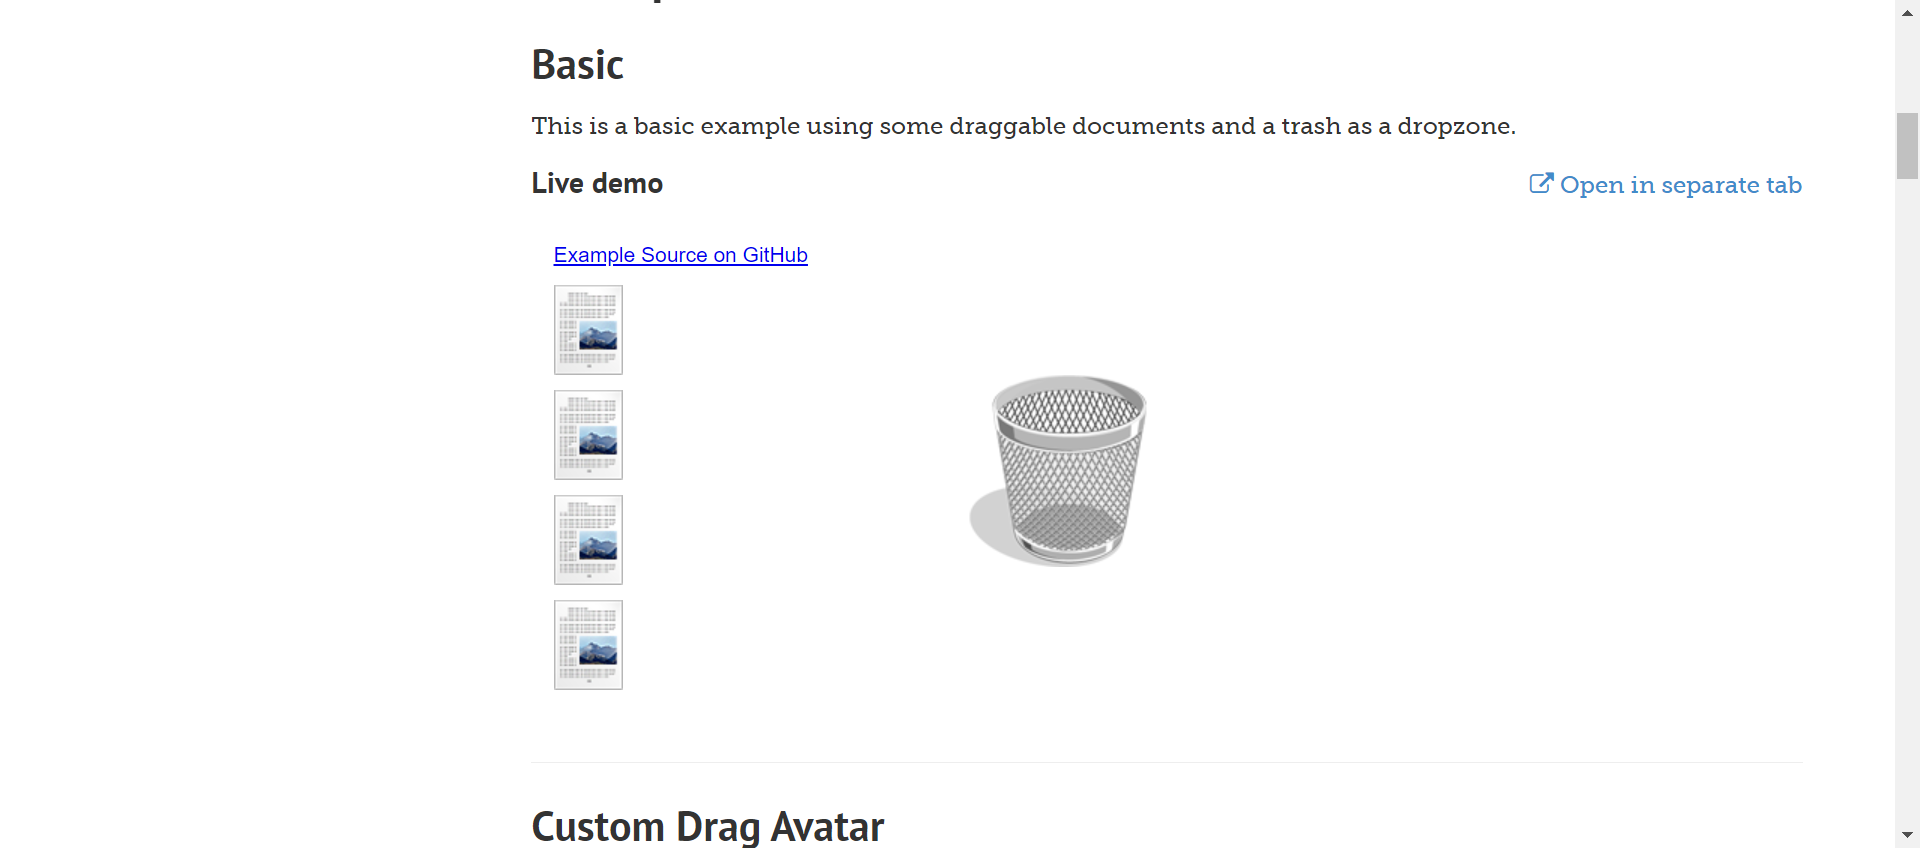 Basic
This is a basic example using some draggable documents and a trash as a dropzone.
Live demo
Open in separate tab
Example Source on GitHub
Custom Drag Avatar